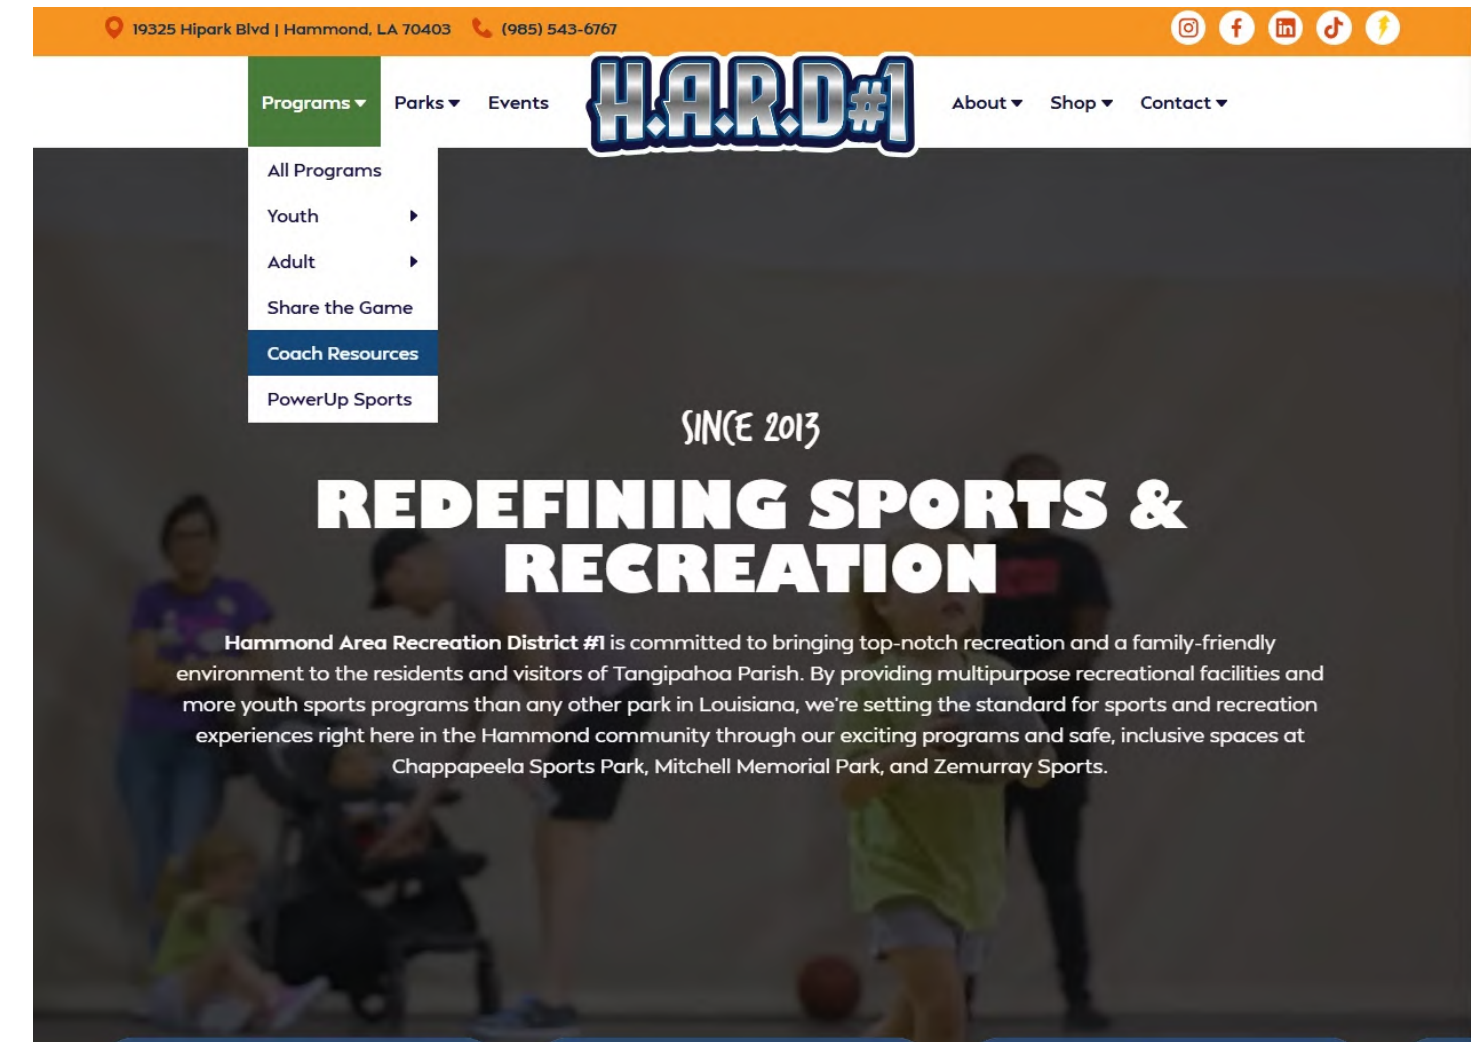 19325 Hipark Blvd | Hammond, LA 70403 (985) 543-6767
Programs Parks Events H.A.R.D#1 About Shop Contact
All Programs
Youth
Adult
Share the Game
Coach Resources
PowerUp Sports
SINCE 2013
REDEFINING SPORTS &
RECREATION
Hammond Area Recreation District #1 is committed to bringing top-notch recreation and a family-friendly
environment to the residents and visitors of Tangipahoa Parish. By providing multipurpose recreational facilities and
more youth sports programs than any other park in Louisiana, we're setting the standard for sports and recreation
experiences right here in the Hammond community through our exciting programs and safe, inclusive spaces at
Chappapeela Sports Park, Mitchell Memorial Park, and Zemurray Sports.